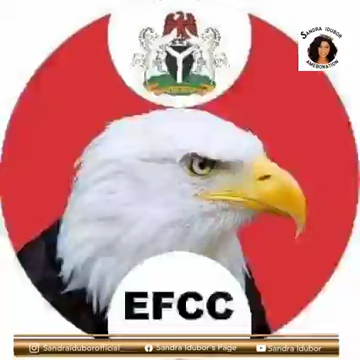 SANDRA IDUBOR
AMEBONATION
EFCC
Sandraiduborofficial
Sandra Idubor's Page
Sandra Idubor